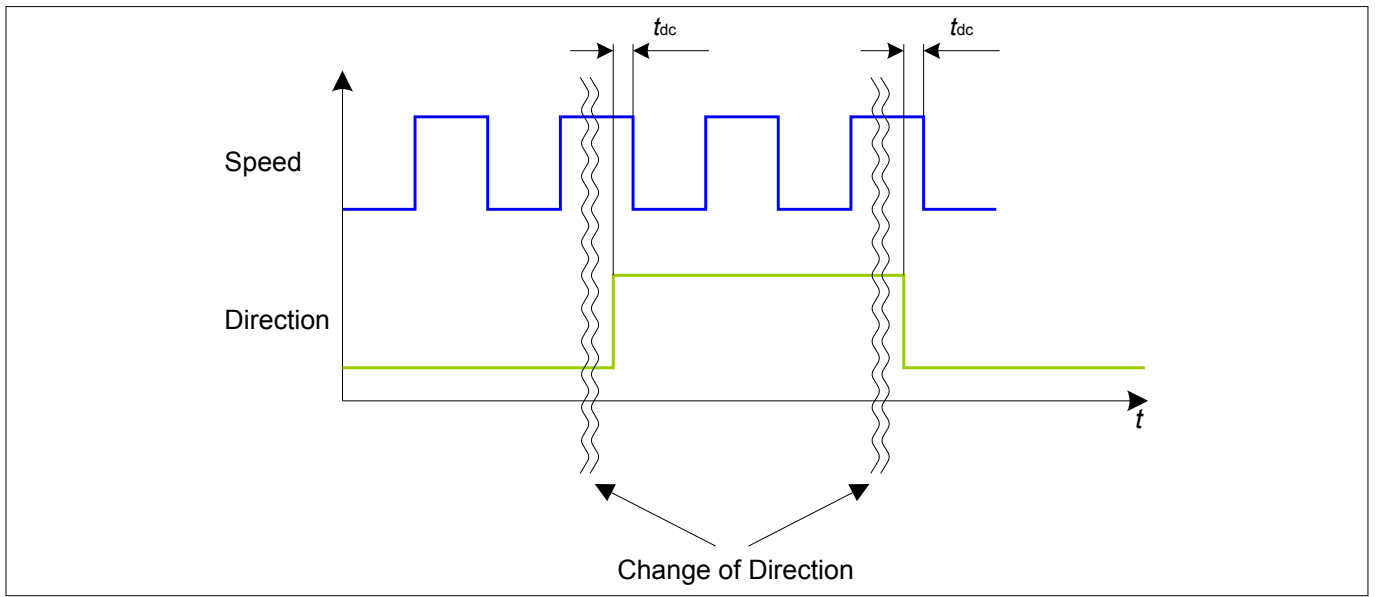 tdc
tdc
Speed
Direction
t
Change of Direction